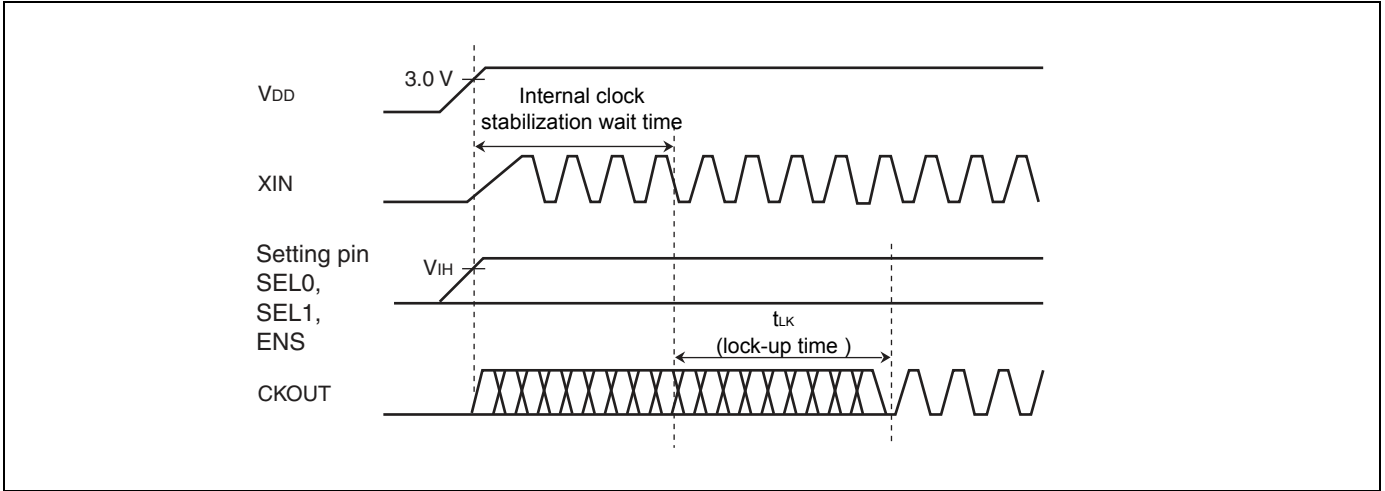 3.0 V
VDD
Internal clock
stabilization wait time
XIN
Setting pin
SEL0,
SEL1,
ENS
VIH
tLK
(lock-up time )
CKOUT